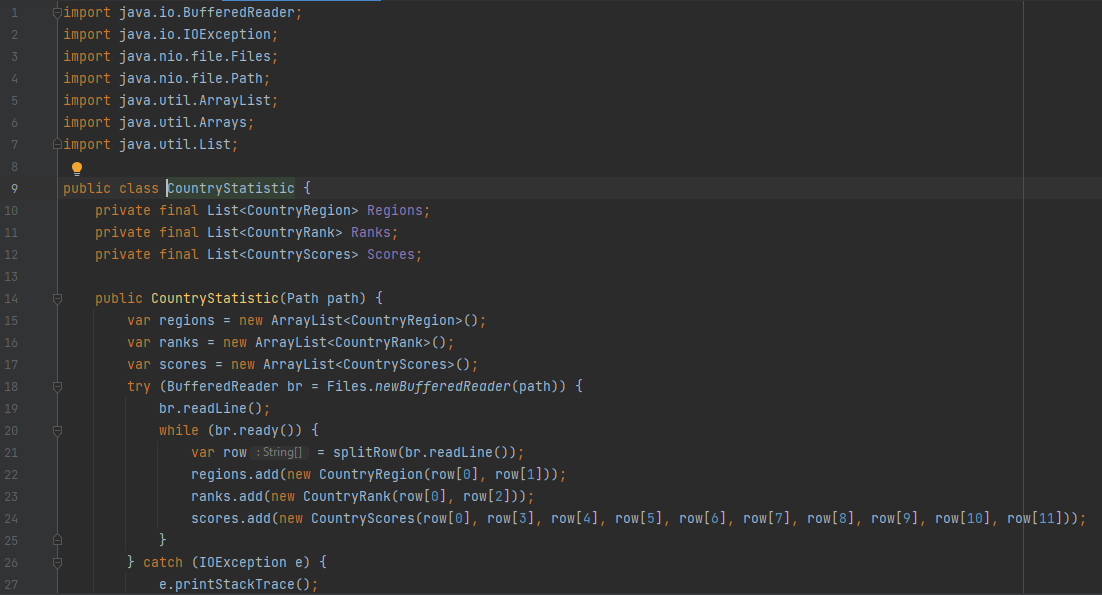 1 import java.io.BufferedReader;
2 import java.io.IOException;
3 import java.nio.file.Files;
4 import java.nio.file.Path;
5 import java.util.ArrayList;
6 import java.util.Arrays;
7 import java.util.List;
8
9 public class CountryStatistic {
10     private final List<CountryRegion> Regions;
11     private final List<CountryRank> Ranks;
12     private final List<CountryScores> Scores;
13
14     public CountryStatistic(Path path) {
15         var regions = new ArrayList<CountryRegion>();
16         var ranks = new ArrayList<CountryRank>();
17         var scores = new ArrayList<CountryScores>();
18         try (BufferedReader br = Files.newBufferedReader(path)) {
19             br.readLine();
20             while (br.ready()) {
21                 var row : String[] = splitRow(br.readLine());
22                 regions.add(new CountryRegion(row[0], row[1]));
23                 ranks.add(new CountryRank(row[0], row[2]));
24                 scores.add(new CountryScores(row[0], row[3], row[4], row[5], row[6], row[7], row[8], row[9], row[10], row[11]));
25             }
26         } catch (IOException e) {
27             e.printStackTrace();